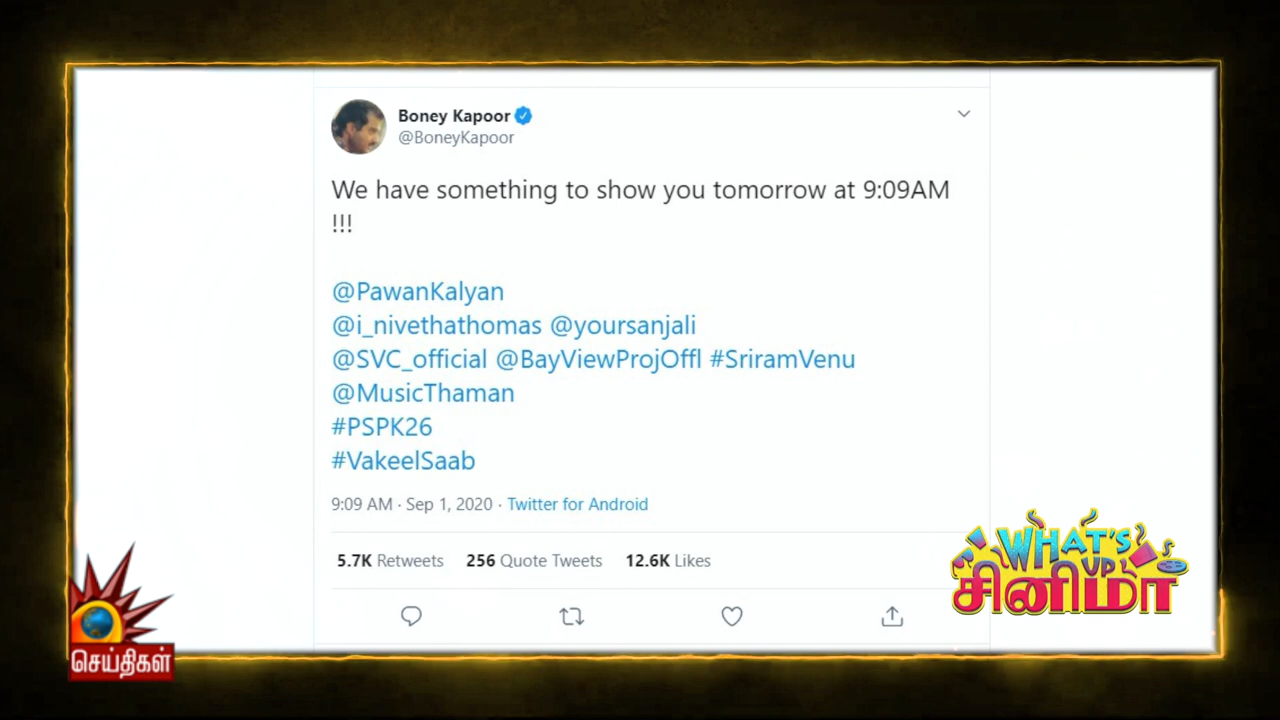 Boney Kapoor
@BoneyKapoor
We have something to show you tomorrow at 9:09AM
!!!
@PawanKalyan
@i_nivethathomas @yoursanjali
@SVC_official @BayViewProjOffl #SriramVenu
@MusicThaman
#PSPK26
#VakeelSaab
9:09 AM · Sep 1, 2020 · Twitter for Android
5.7K Retweets 256 Quote Tweets 12.6K Likes
WHAT'S
UP
சினிமா
செய்திகள்